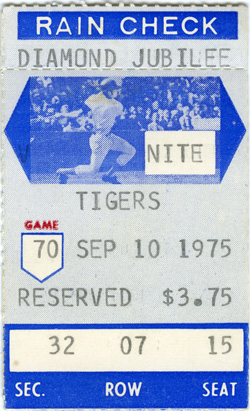 RAIN CHECK
DIAMOND JUBILEE
V NITE
TIGERS
GAME
70 SEP 10 1975
RESERVED $3.75
32 07 15
SEC. ROW SEAT